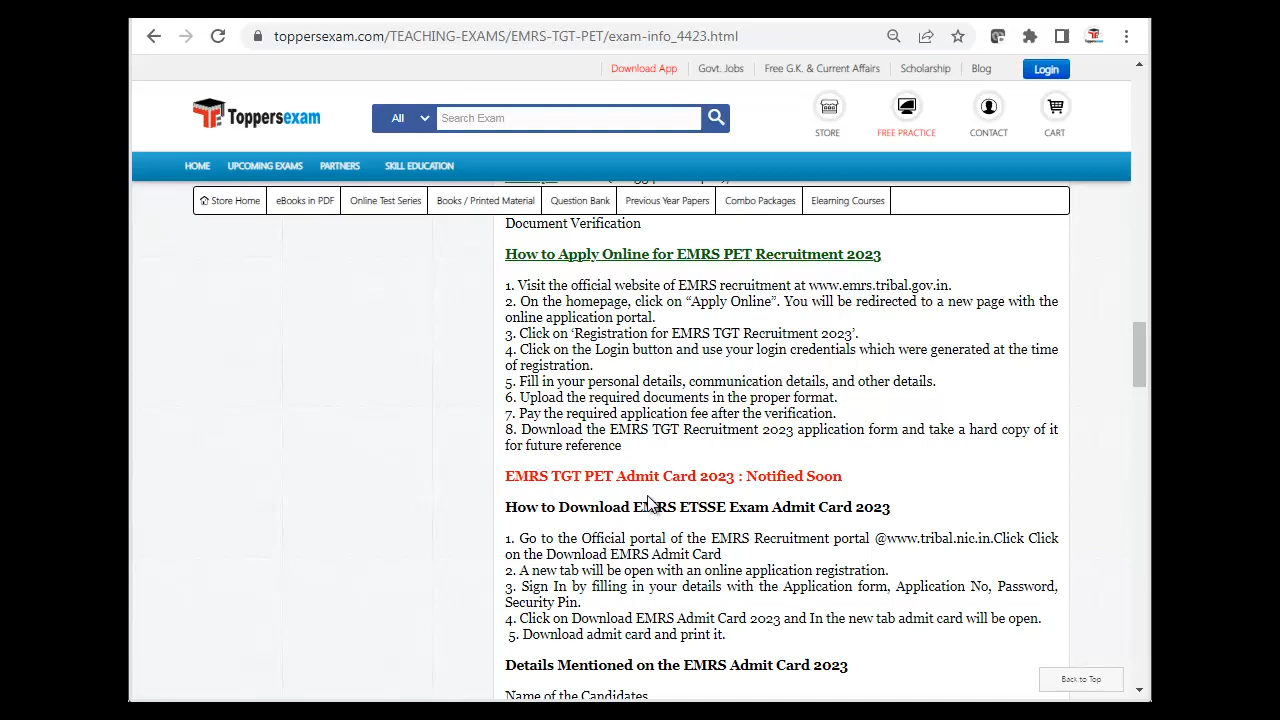 toppersexam.com/TEACHING-EXAMS/EMRS-TGT-PET/exam-info_4423.html
Download App Govt. Jobs Free G.K. & Current Affairs Scholarship Blog Login
Toppersexam
All Search Exam
STORE FREE PRACTICE CONTACT CART
HOME UPCOMING EXAMS PARTNERS SKILL EDUCATION
Store Home eBooks in PDF Online Test Series Books / Printed Material Question Bank Previous Year Papers Combo Packages Elearning Courses
Document Verification
How to Apply Online for EMRS PET Recruitment 2023
1. Visit the official website of EMRS recruitment at www.emrs.tribal.gov.in.
2. On the homepage, click on “Apply Online”. You will be redirected to a new page with the
online application portal.
3. Click on ‘Registration for EMRS TGT Recruitment 2023’.
4. Click on the Login button and use your login credentials which were generated at the time
of registration.
5. Fill in your personal details, communication details, and other details.
6. Upload the required documents in the proper format.
7. Pay the required application fee after the verification.
8. Download the EMRS TGT Recruitment 2023 application form and take a hard copy of it
for future reference
EMRS TGT PET Admit Card 2023 : Notified Soon
How to Download EMRS ETSSE Exam Admit Card 2023
1. Go to the Official portal of the EMRS Recruitment portal @www.tribal.nic.in.Click Click
on the Download EMRS Admit Card
2. A new tab will be open with an online application registration.
3. Sign In by filling in your details with the Application form, Application No, Password,
Security Pin.
4. Click on Download EMRS Admit Card 2023 and In the new tab admit card will be open.
5. Download admit card and print it.
Details Mentioned on the EMRS Admit Card 2023
Back to Top
Name of the Candidates